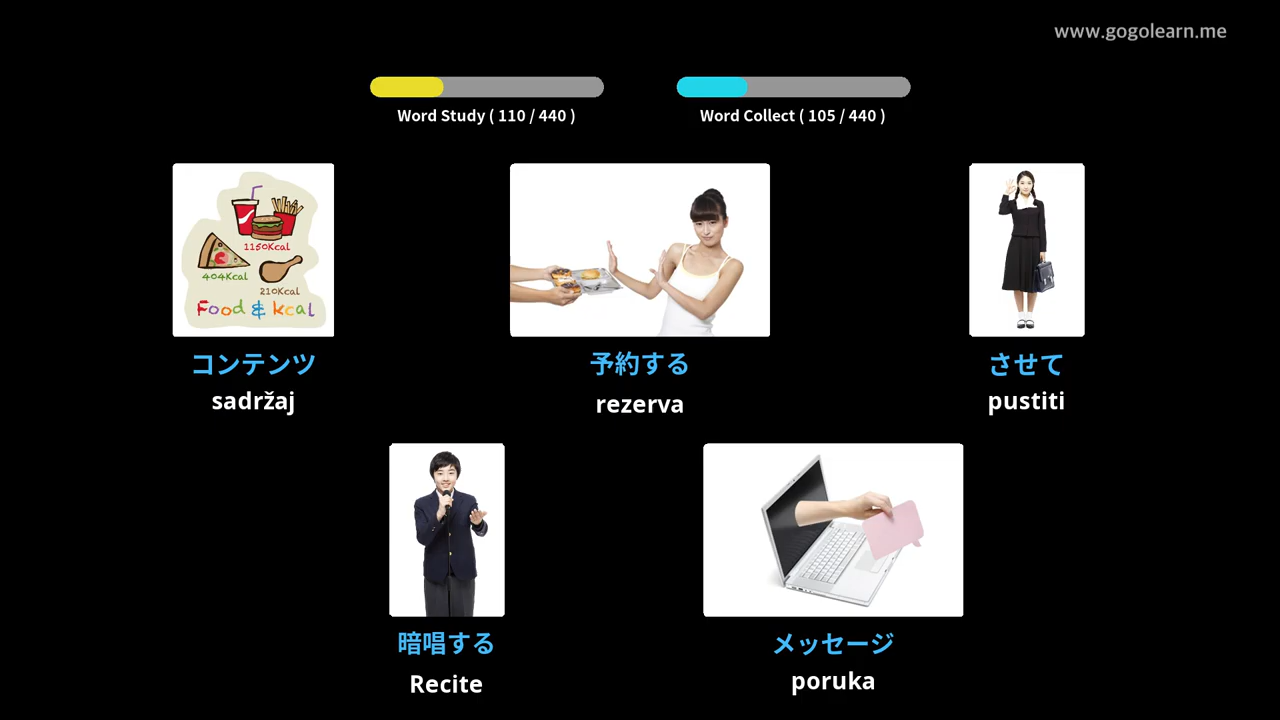 www.gogolearn.me
Word Study ( 110 / 440 )
Word Collect ( 105 / 440 )
1150Kcal
404Kcal
210Kcal
Food & kcal
コンテンツ
sadržaj
予約する
rezerva
させて
pustiti
暗唱する
Recite
メッセージ
poruka